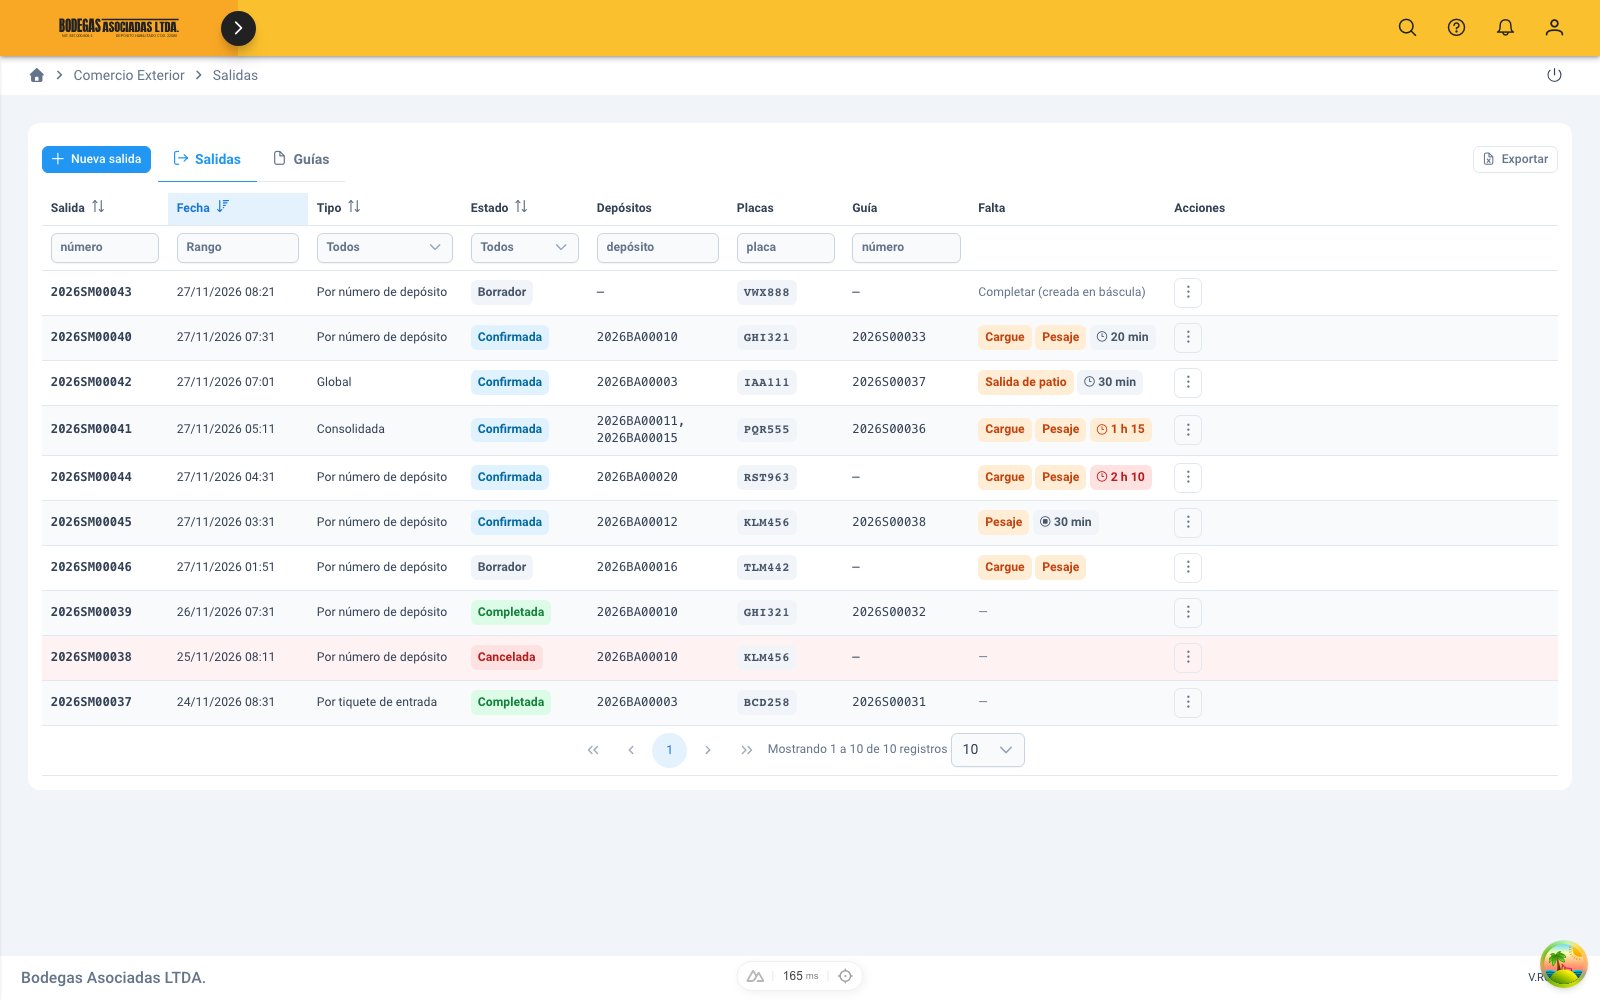 BODEGAS ASOCIADAS LTDA.
Comercio Exterior
Salidas
Nueva salida
Salidas
Guías
Exportar
Salida Fecha Tipo Estado Depósitos Placas Guía Falta Acciones
número Rango Todos Todos depósito placa número
2026SM00043 27/11/2026 08:21 Por número de depósito Borrador – VWX888 – Completar (creada en báscula)
2026SM00040 27/11/2026 07:31 Por número de depósito Confirmada 2026BA00010 GHI321 2026S00033 Cargue Pesaje 20 min
2026SM00042 27/11/2026 07:01 Global Confirmada 2026BA00003 IAA111 2026S00037 Salida de patio 30 min
2026SM00041 27/11/2026 05:11 Consolidada Confirmada 2026BA00011, 2026BA00015 PQR555 2026S00036 Cargue Pesaje 1 h 15
2026SM00044 27/11/2026 04:31 Por número de depósito Confirmada 2026BA00020 RST963 – Cargue Pesaje 2 h 10
2026SM00045 27/11/2026 03:31 Por número de depósito Confirmada 2026BA00012 KLM456 2026S00038 Pesaje 30 min
2026SM00046 27/11/2026 01:51 Por número de depósito Borrador 2026BA00016 TLM442 – Cargue Pesaje
2026SM00039 26/11/2026 07:31 Por número de depósito Completada 2026BA00010 GHI321 2026S00032 –
2026SM00038 25/11/2026 08:11 Por número de depósito Cancelada 2026BA00010 KLM456 – –
2026SM00037 24/11/2026 08:31 Por tiquete de entrada Completada 2026BA00003 BCD258 2026S00031 –
1 Mostrando 1 a 10 de 10 registros 10
Bodegas Asociadas LTDA.
165 ms